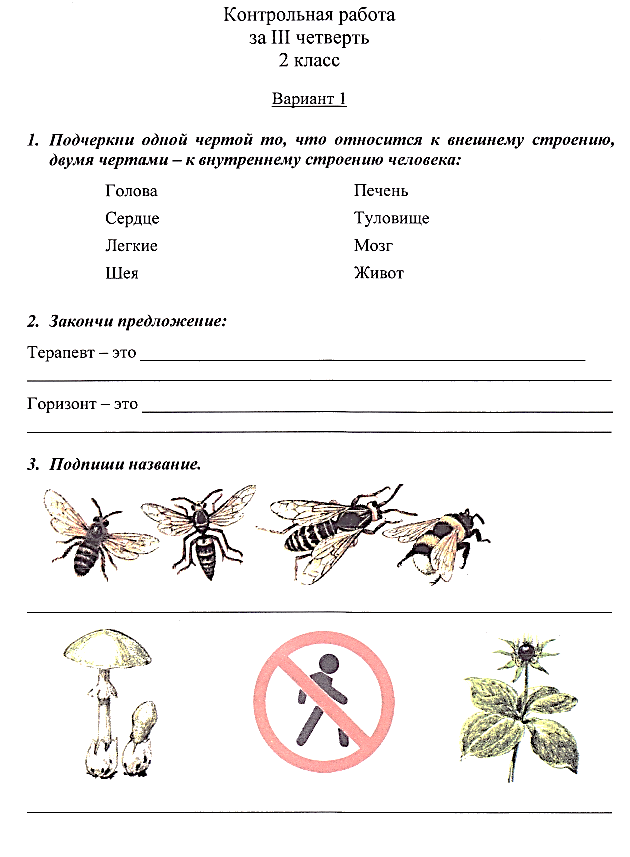 Контрольная работа
за III четверть
2 класс
Вариант 1
1. Подчеркни одной чертой то, что относится к внешнему строению,
двумя чертами – к внутреннему строению человека:
Голова Печень
Сердце Туловище
Легкие Мозг
Шея Живот
2. Закончи предложение:
Терапевт – это
Горизонт – это
3. Подпиши название.